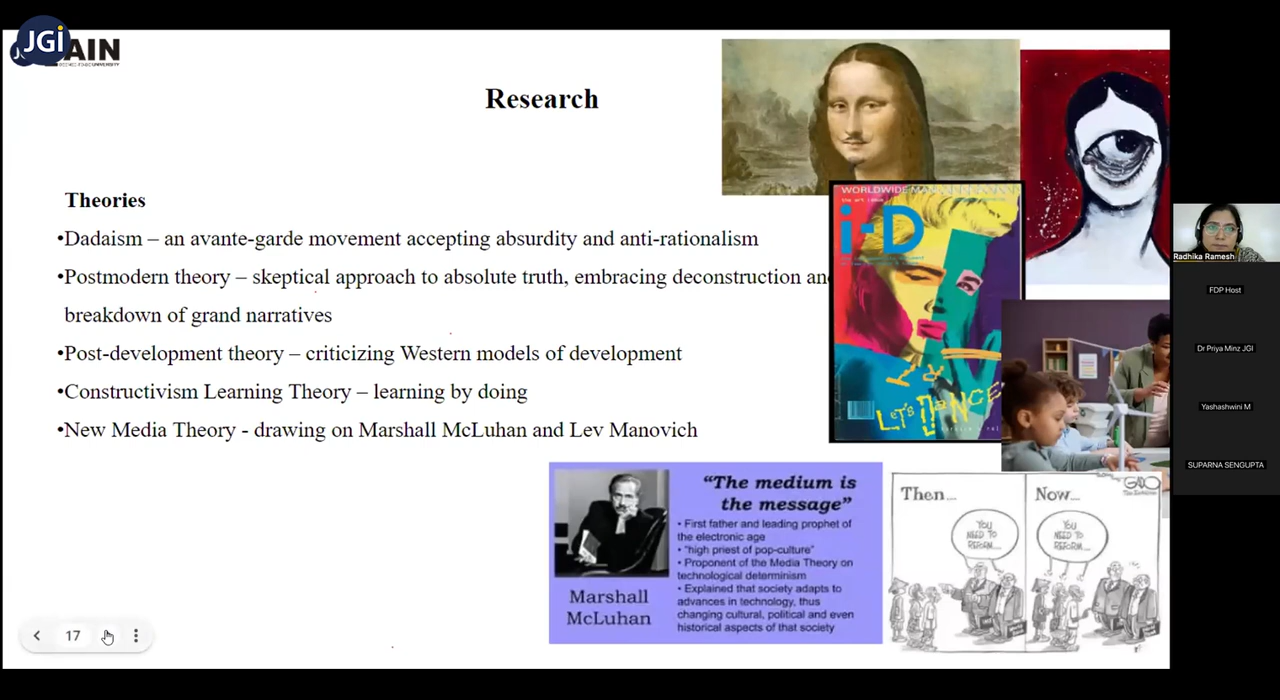 JGi
AIN
Research
Theories
•Dadaism – an avante-garde movement accepting absurdity and anti-rationalism
•Postmodern theory – skeptical approach to absolute truth, embracing deconstruction and
breakdown of grand narratives
•Post-development theory – criticizing Western models of development
•Constructivism Learning Theory – learning by doing
•New Media Theory - drawing on Marshall McLuhan and Lev Manovich
WORLDWIDE
i-D
LET'S DANCE
“The medium is
the message”
• First father and leading prophet of
the electronic age
• "high priest of pop-culture"
• Proponent of the Media Theory on
technological determinism
• Explained that society adapts to
advances in technology, thus
changing cultural, political and even
historical aspects of that society
Marshall
McLuhan
Then...
YOU
NEED TO
REFORM...
Now...
YOU
NEED TO
REFORM...
17
Radhika Ramesh
FDP Host
Dr Priya Minz JGI
Yashashwini M
SUPARNA SENGUPTA